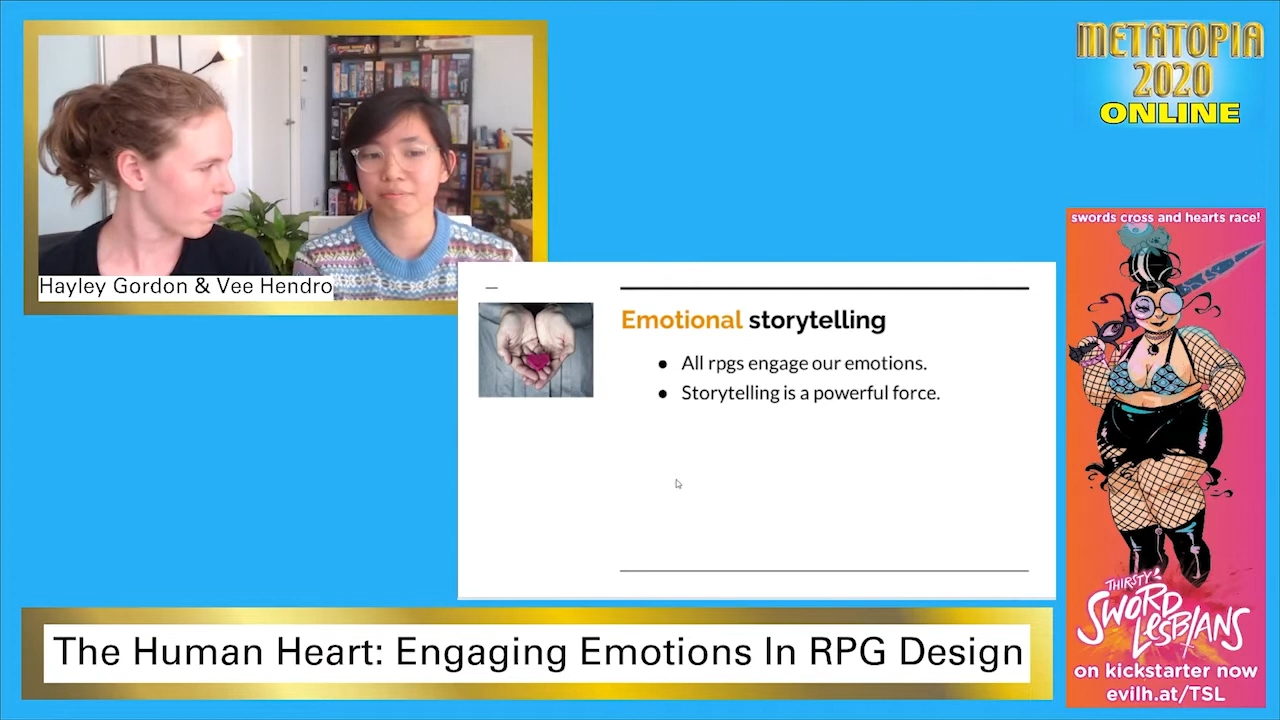 METATOPIA
2020
ONLINE
Hayley Gordon & Vee Hendro
Emotional storytelling
● All rpgs engage our emotions.
● Storytelling is a powerful force.
swords cross and hearts race!
THIRSTY
SWORD
LESBIANS
on kickstarter now
evilh.at/TSL
The Human Heart: Engaging Emotions In RPG Design